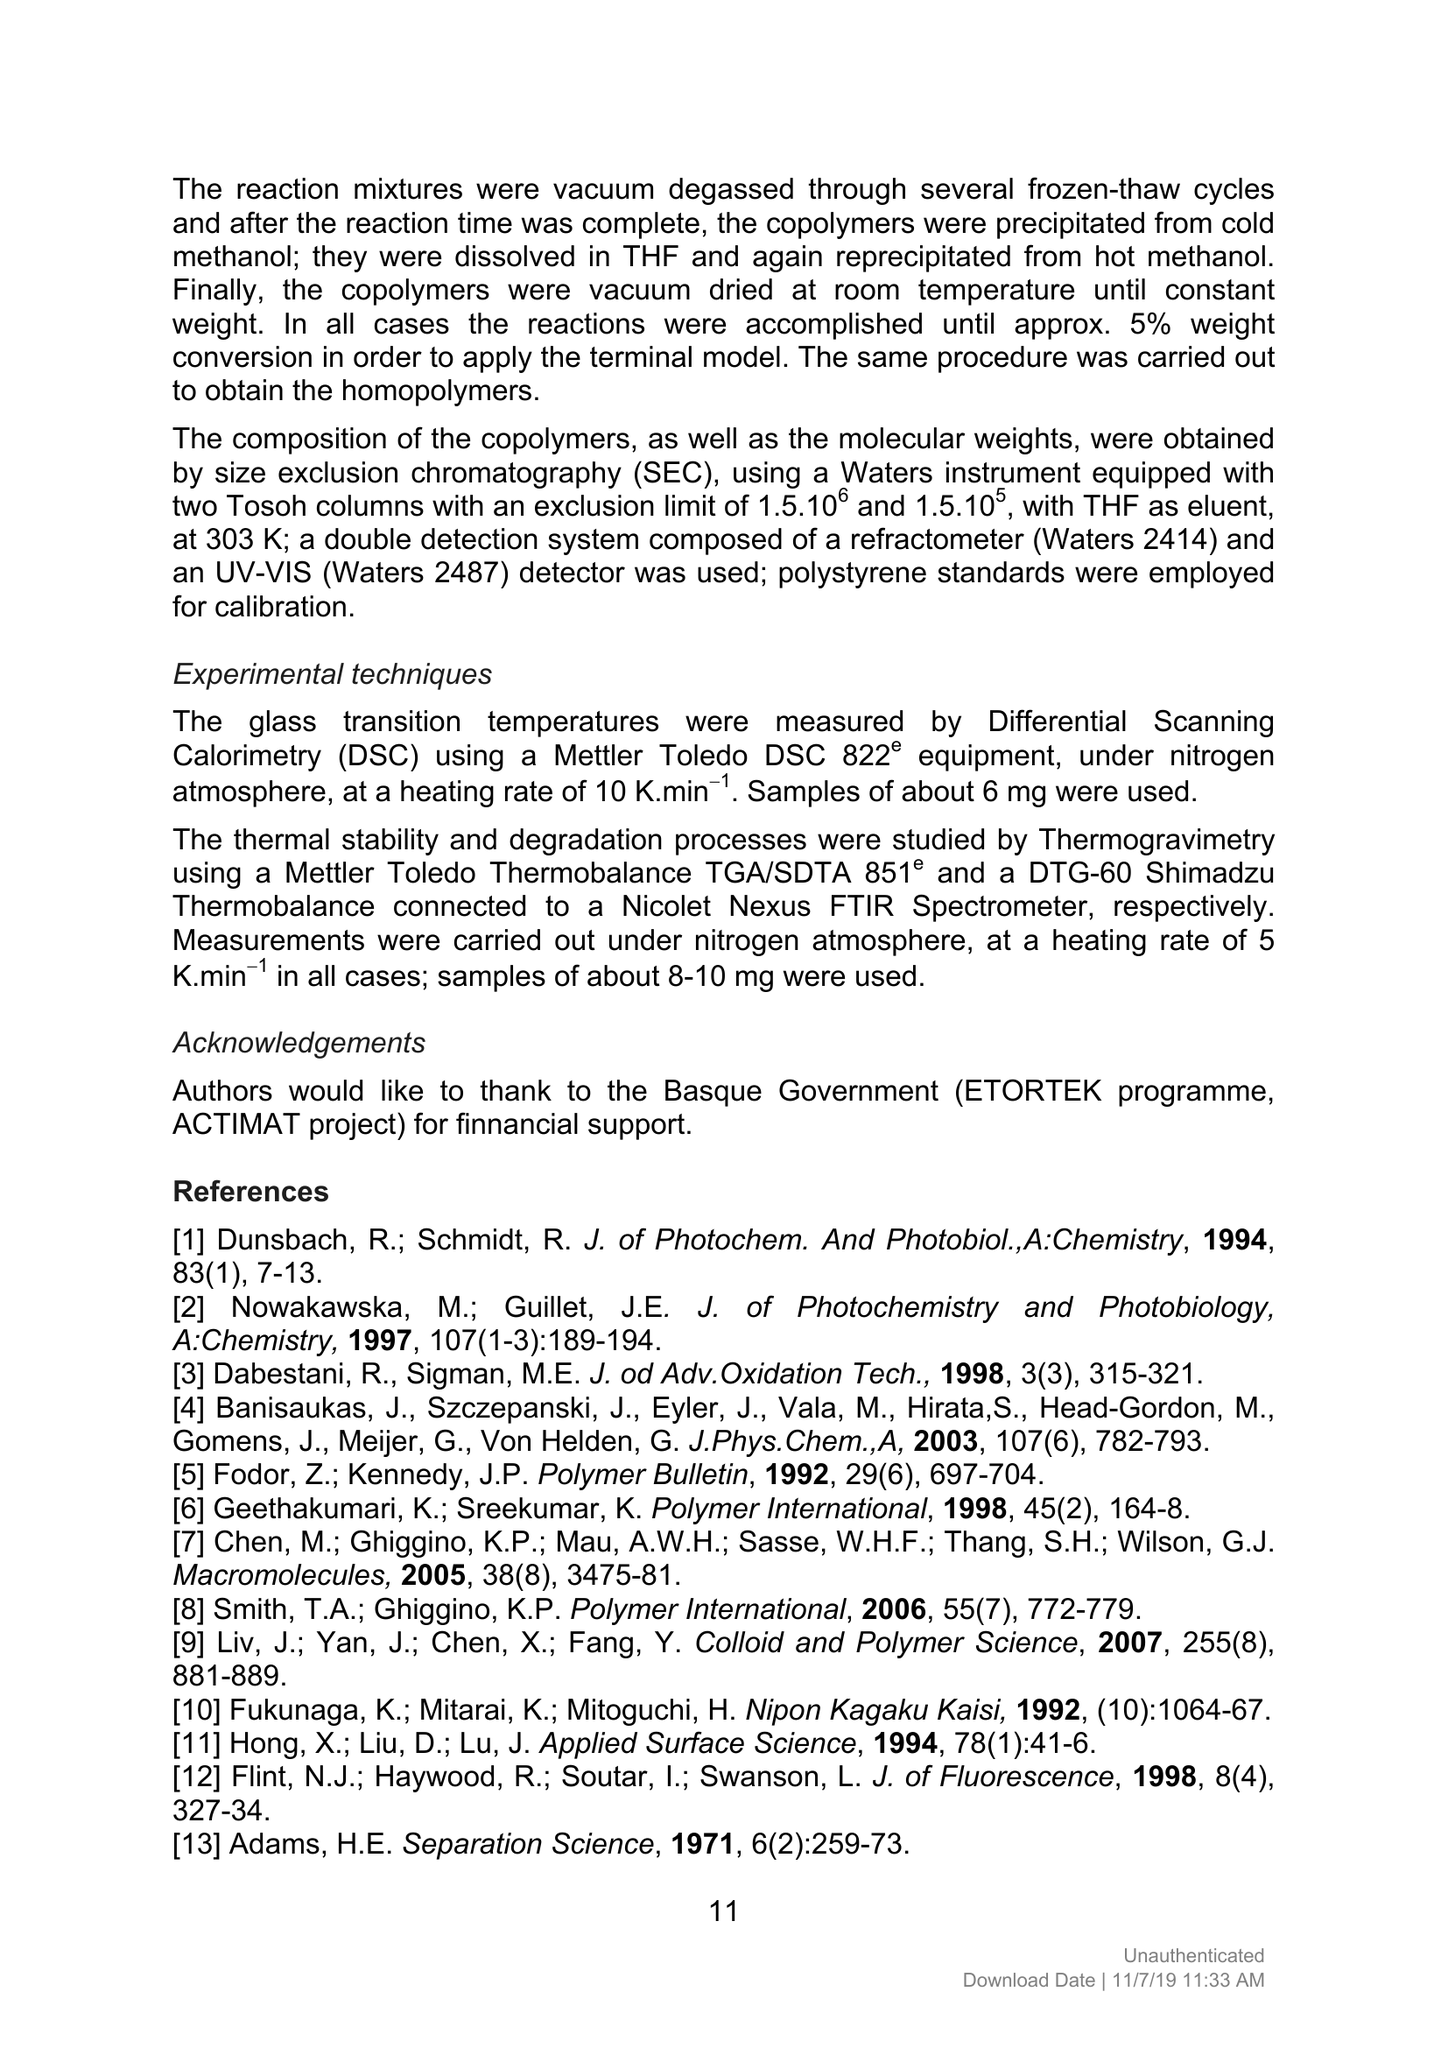 The reaction mixtures were vacuum degassed through several frozen-thaw cycles
and after the reaction time was complete, the copolymers were precipitated from cold
methanol; they were dissolved in THF and again reprecipitated from hot methanol.
Finally, the copolymers were vacuum dried at room temperature until constant
weight. In all cases the reactions were accomplished until approx. 5% weight
conversion in order to apply the terminal model. The same procedure was carried out
to obtain the homopolymers.
The composition of the copolymers, as well as the molecular weights, were obtained
by size exclusion chromatography (SEC), using a Waters instrument equipped with
two Tosoh columns with an exclusion limit of 1.5.10⁶ and 1.5.10⁵, with THF as eluent,
at 303 K; a double detection system composed of a refractometer (Waters 2414) and
an UV-VIS (Waters 2487) detector was used; polystyrene standards were employed
for calibration.
Experimental techniques
The glass transition temperatures were measured by Differential Scanning
Calorimetry (DSC) using a Mettler Toledo DSC 822ᵉ equipment, under nitrogen
atmosphere, at a heating rate of 10 K.min⁻¹. Samples of about 6 mg were used.
The thermal stability and degradation processes were studied by Thermogravimetry
using a Mettler Toledo Thermobalance TGA/SDTA 851ᵉ and a DTG-60 Shimadzu
Thermobalance connected to a Nicolet Nexus FTIR Spectrometer, respectively.
Measurements were carried out under nitrogen atmosphere, at a heating rate of 5
K.min⁻¹ in all cases; samples of about 8-10 mg were used.
Acknowledgements
Authors would like to thank to the Basque Government (ETORTEK programme,
ACTIMAT project) for finnancial support.
References
[1] Dunsbach, R.; Schmidt, R. J. of Photochem. And Photobiol.,A:Chemistry, 1994,
83(1), 7-13.
[2] Nowakawska, M.; Guillet, J.E. J. of Photochemistry and Photobiology,
A:Chemistry, 1997, 107(1-3):189-194.
[3] Dabestani, R., Sigman, M.E. J. od Adv.Oxidation Tech., 1998, 3(3), 315-321.
[4] Banisaukas, J., Szczepanski, J., Eyler, J., Vala, M., Hirata,S., Head-Gordon, M.,
Gomens, J., Meijer, G., Von Helden, G. J.Phys.Chem.,A, 2003, 107(6), 782-793.
[5] Fodor, Z.; Kennedy, J.P. Polymer Bulletin, 1992, 29(6), 697-704.
[6] Geethakumari, K.; Sreekumar, K. Polymer International, 1998, 45(2), 164-8.
[7] Chen, M.; Ghiggino, K.P.; Mau, A.W.H.; Sasse, W.H.F.; Thang, S.H.; Wilson, G.J.
Macromolecules, 2005, 38(8), 3475-81.
[8] Smith, T.A.; Ghiggino, K.P. Polymer International, 2006, 55(7), 772-779.
[9] Liv, J.; Yan, J.; Chen, X.; Fang, Y. Colloid and Polymer Science, 2007, 255(8),
881-889.
[10] Fukunaga, K.; Mitarai, K.; Mitoguchi, H. Nipon Kagaku Kaisi, 1992, (10):1064-67.
[11] Hong, X.; Liu, D.; Lu, J. Applied Surface Science, 1994, 78(1):41-6.
[12] Flint, N.J.; Haywood, R.; Soutar, I.; Swanson, L. J. of Fluorescence, 1998, 8(4),
327-34.
[13] Adams, H.E. Separation Science, 1971, 6(2):259-73.
11
Unauthenticated
Download Date | 11/7/19 11:33 AM